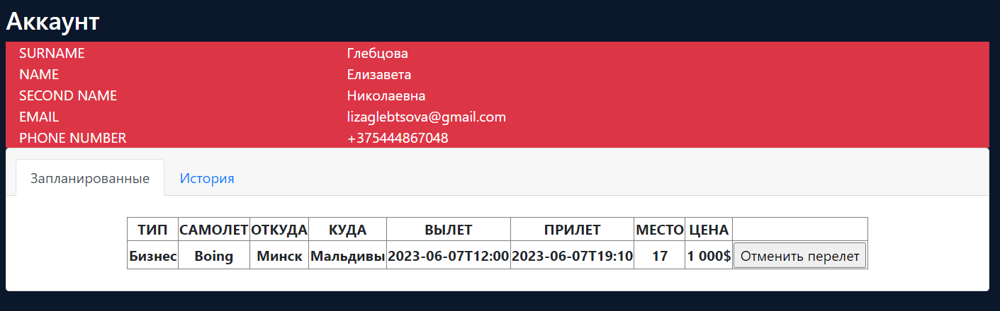 Аккаунт
SURNAME Глебцова
NAME Елизавета
SECOND NAME Николаевна
EMAIL lizaglebtsova@gmail.com
PHONE NUMBER +375444867048
Запланированные История
ТИП САМОЛЕТ ОТКУДА КУДА ВЫЛЕТ ПРИЛЕТ МЕСТО ЦЕНА
Бизнес Boing Минск Мальдивы 2023-06-07T12:00 2023-06-07T19:10 17 1 000$ Отменить перелет